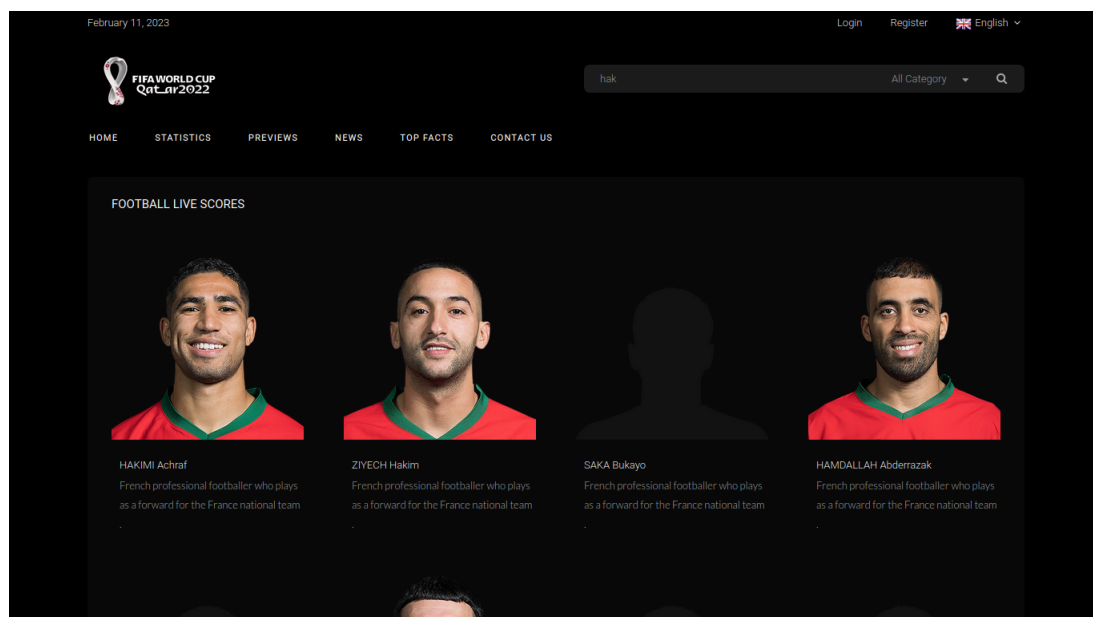 February 11, 2023
Login
Register
English
FIFA WORLD CUP
Qatar2022
hak
All Category
HOME
STATISTICS
PREVIEWS
NEWS
TOP FACTS
CONTACT US
FOOTBALL LIVE SCORES
HAKIMI Achraf
French professional footballer who plays
as a forward for the France national team
.
ZIYECH Hakim
French professional footballer who plays
as a forward for the France national team
.
SAKA Bukayo
French professional footballer who plays
as a forward for the France national team
.
HAMDALLAH Abderrazak
French professional footballer who plays
as a forward for the France national team
.